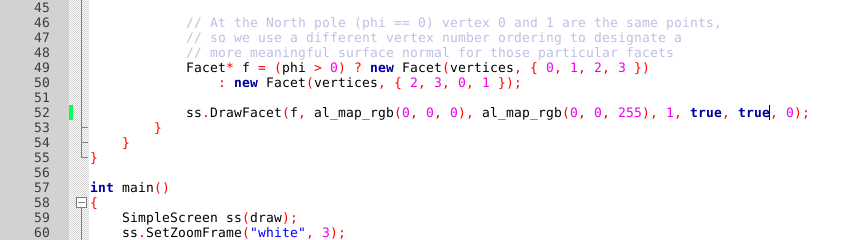 45
46 // At the North pole (phi == 0) vertex 0 and 1 are the same points,
47 // so we use a different vertex number ordering to designate a
48 // more meaningful surface normal for those particular facets
49 Facet* f = (phi > 0) ? new Facet(vertices, { 0, 1, 2, 3 })
50 : new Facet(vertices, { 2, 3, 0, 1 });
51
52 ss.DrawFacet(f, al_map_rgb(0, 0, 0), al_map_rgb(0, 0, 255), 1, true, true, 0);
53 }
54 }
55 }
56
57 int main()
58 {
59 SimpleScreen ss(draw);
60 ss.SetZoomFrame("white", 3);